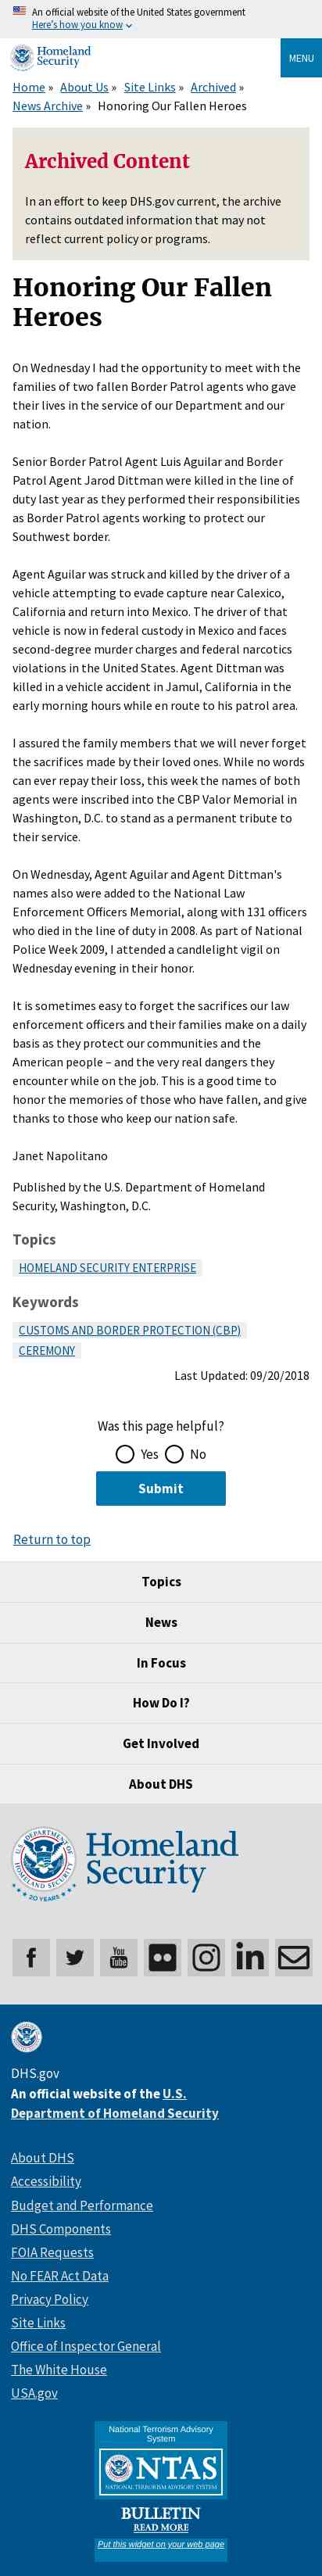 An official website of the United States government
Here's how you know
Homeland
Security
MENU
Home » About Us » Site Links » Archived »
News Archive » Honoring Our Fallen Heroes
Archived Content
In an effort to keep DHS.gov current, the archive
contains outdated information that may not
reflect current policy or programs.
Honoring Our Fallen
Heroes
On Wednesday I had the opportunity to meet with the
families of two fallen Border Patrol agents who gave
their lives in the service of our Department and our
nation.
Senior Border Patrol Agent Luis Aguilar and Border
Patrol Agent Jarod Dittman were killed in the line of
duty last year as they performed their responsibilities
as Border Patrol agents working to protect our
Southwest border.
Agent Aguilar was struck and killed by the driver of a
vehicle attempting to evade capture near Calexico,
California and return into Mexico. The driver of that
vehicle is now in federal custody in Mexico and faces
second-degree murder charges and federal narcotics
violations in the United States. Agent Dittman was
killed in a vehicle accident in Jamul, California in the
early morning hours while en route to his patrol area.
I assured the family members that we will never forget
the sacrifices made by their loved ones. While no words
can ever repay their loss, this week the names of both
agents were inscribed into the CBP Valor Memorial in
Washington, D.C. to stand as a permanent tribute to
their service.
On Wednesday, Agent Aguilar and Agent Dittman's
names also were added to the National Law
Enforcement Officers Memorial, along with 131 officers
who died in the line of duty in 2008. As part of National
Police Week 2009, I attended a candlelight vigil on
Wednesday evening in their honor.
It is sometimes easy to forget the sacrifices our law
enforcement officers and their families make on a daily
basis as they protect our communities and the
American people – and the very real dangers they
encounter while on the job. This is a good time to
honor the memories of those who have fallen, and give
thanks to those who keep our nation safe.
Janet Napolitano
Published by the U.S. Department of Homeland
Security, Washington, D.C.
Topics
HOMELAND SECURITY ENTERPRISE
Keywords
CUSTOMS AND BORDER PROTECTION (CBP)
CEREMONY
Last Updated: 09/20/2018
Was this page helpful?
Yes No
Submit
Return to top
Topics
News
In Focus
How Do I?
Get Involved
About DHS
U.S. DEPARTMENT OF HOMELAND SECURITY
20 YEARS
Homeland
Security
You
Tube
DHS.gov
An official website of the U.S.
Department of Homeland Security
About DHS
Accessibility
Budget and Performance
DHS Components
FOIA Requests
No FEAR Act Data
Privacy Policy
Site Links
Office of Inspector General
The White House
USA.gov
National Terrorism Advisory
System
NTAS
NATIONAL TERRORISM ADVISORY SYSTEM
BULLETIN
READ MORE
Put this widget on your web page